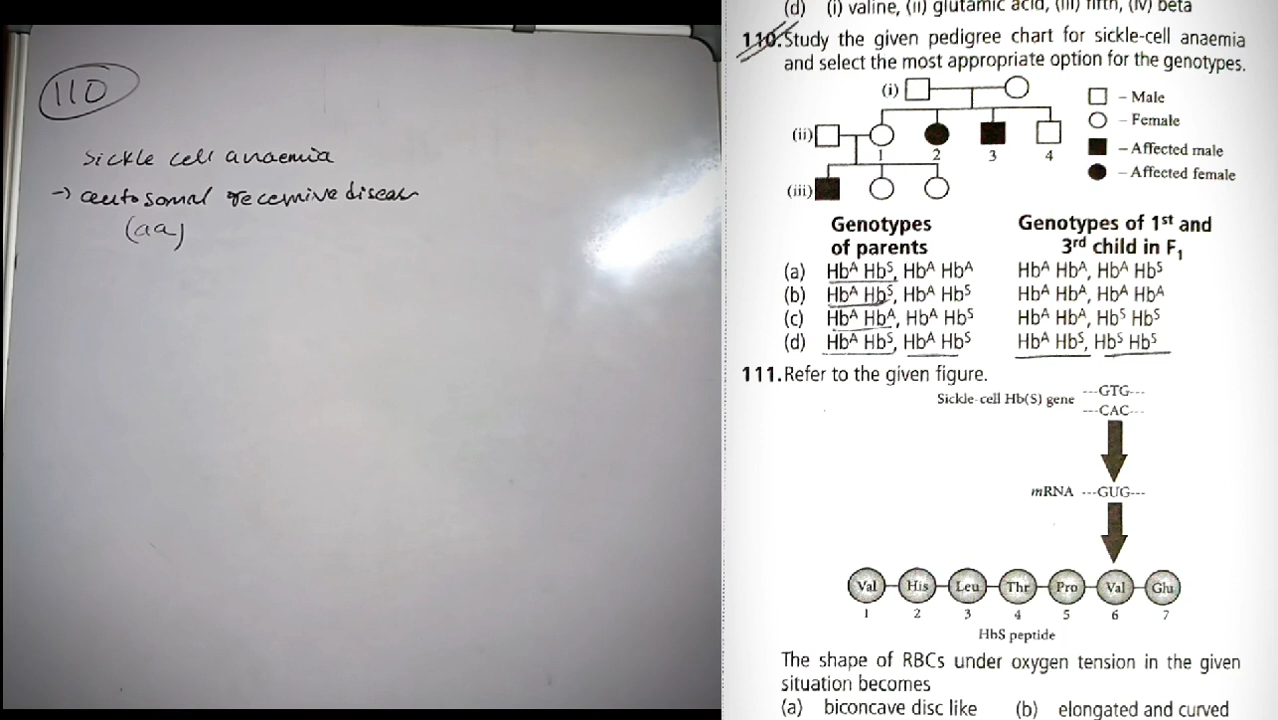 110
Sickle cell anaemia
→ autosomal recessive disease
(aa)
(d) (i) valine, (ii) glutamic acid, (iii) fifth, (iv) beta
110. Study the given pedigree chart for sickle-cell anaemia
and select the most appropriate option for the genotypes.
(i)
(ii)
1 2 3 4
(iii)
– Male
– Female
– Affected male
– Affected female
Genotypes of parents
Genotypes of 1st and 3rd child in F1
(a) HbA HbS, HbA HbA HbA HbA, HbA HbS
(b) HbA HbS, HbA HbS HbA HbA, HbA HbA
(c) HbA HbA, HbA HbS HbA HbA, HbS HbS
(d) HbA HbS, HbA HbS HbA HbS, HbS HbS
111. Refer to the given figure.
Sickle-cell Hb(S) gene ---GTG---
---CAC---
mRNA ---GUG---
Val His Leu Thr Pro Val Glu
1 2 3 4 5 6 7
HbS peptide
The shape of RBCs under oxygen tension in the given
situation becomes
(a) biconcave disc like (b) elongated and curved